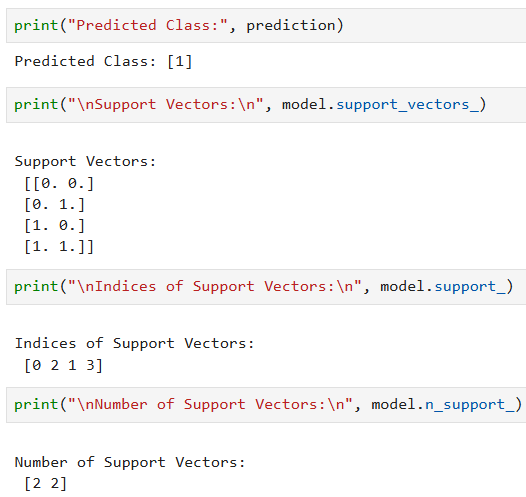 print("Predicted Class:", prediction)
Predicted Class: [1]
print("\nSupport Vectors:\n", model.support_vectors_)
Support Vectors:
[[0. 0.]
[0. 1.]
[1. 0.]
[1. 1.]]
print("\nIndices of Support Vectors:\n", model.support_)
Indices of Support Vectors:
[0 2 1 3]
print("\nNumber of Support Vectors:\n", model.n_support_)
Number of Support Vectors:
[2 2]